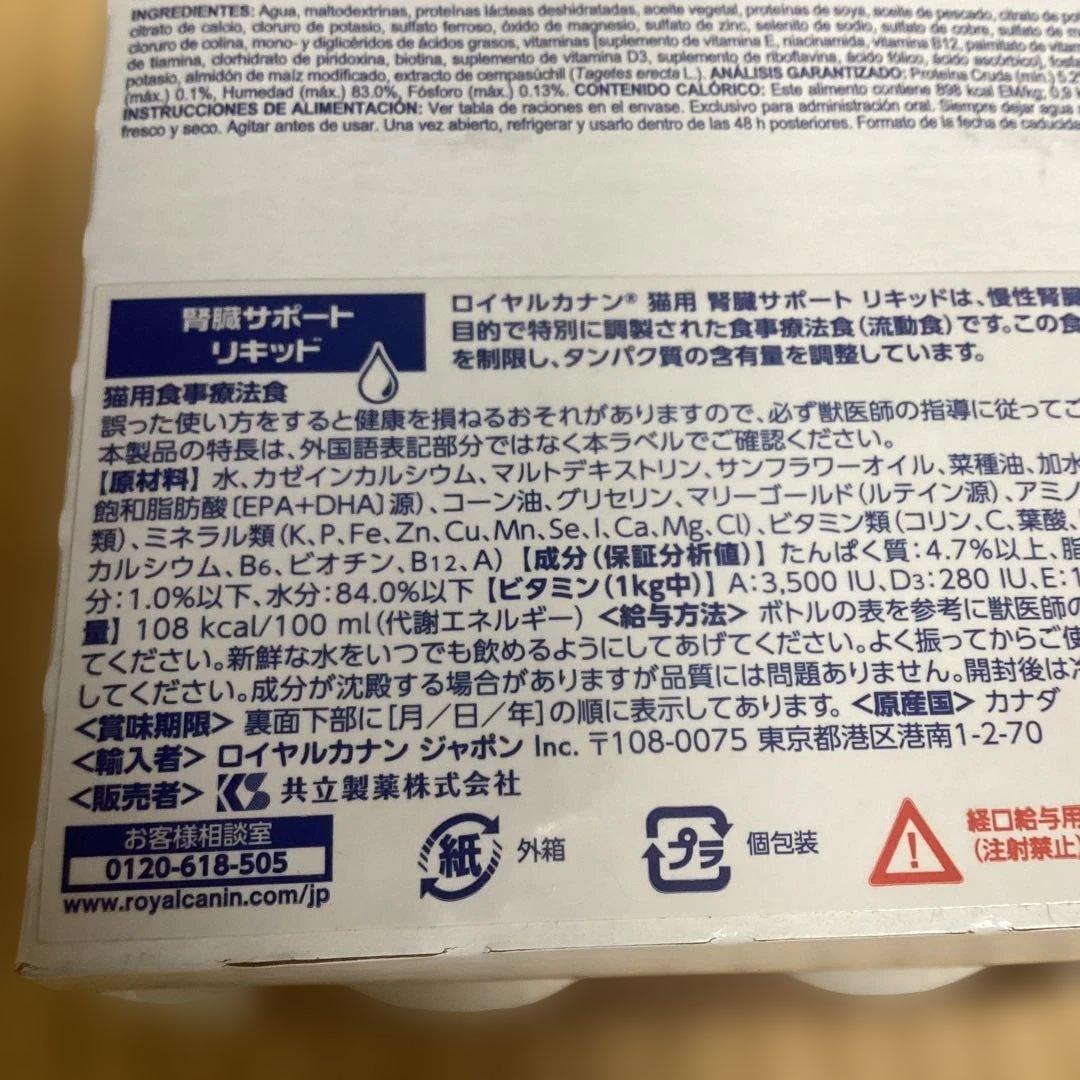 INGREDIENTES: Agua, maltodextrinas, proteínas lácteas deshidratadas, aceite vegetal, proteínas de soya, aceite de pescado, citrato de
citrato de calcio, cloruro de potasio, sulfato ferroso, óxido de magnesio, sulfato de zinc, selenito de sodio, sulfato de cobre, sulfato de
cloruro de colina, mono- y diglicéridos de ácidos grasos, vitaminas [suplemento de vitamina E, niacinamida, vitamina B12, palmitato de
de tiamina, clorhidrato de piridoxina, biotina, suplemento de vitamina D3, suplemento de riboflavina, ácido fólico, ácido ascórbico],
potasio, almidón de maíz modificado, extracto de cempasúchil (Tagetes erecta L.). ANÁLISIS GARANTIZADO: Proteína Cruda (mín.) 5.2
(máx.) 0.1%, Humedad (máx.) 83.0%, Fósforo (máx.) 0.13%. CONTENIDO CALÓRICO: Este alimento contiene 898 kcal EM/kg; 0.9
INSTRUCCIONES DE ALIMENTACIÓN: Ver tabla de raciones en el envase. Exclusivo para administración oral. Siempre dejar agua
fresco y seco. Agitar antes de usar. Una vez abierto, refrigerar y usarlo dentro de las 48 h posteriores. Formato de la fecha de
腎臓サポート
リキッド
猫用食事療法食
ロイヤルカナン® 猫用 腎臓サポート リキッドは、慢性腎臓
目的で特別に調製された食事療法食(流動食)です。この食
を制限し、タンパク質の含有量を調整しています。
誤った使い方をすると健康を損ねるおそれがありますので、必ず獣医師の指導に従ってご
本製品の特長は、外国語表記部分ではなく本ラベルでご確認ください。
【原材料】水、カゼインカルシウム、マルトデキストリン、サンフラワーオイル、菜種油、加水
飽和脂肪酸〔EPA+DHA〕源)、コーン油、グリセリン、マリーゴールド(ルテイン源)、アミノ
類)、ミネラル類(K、P、Fe、Zn、Cu、Mn、Se、I、Ca、Mg、Cl)、ビタミン類(コリン、C、葉酸、
カルシウム、B6、ビオチン、B12、A)【成分(保証分析値)】たんぱく質:4.7%以上、脂
分:1.0%以下、水分:84.0%以下【ビタミン(1kg中)】A:3,500 IU、D3:280 IU、E:1
量】108 kcal/100 ml(代謝エネルギー)<給与方法>ボトルの表を参考に獣医師の
てください。新鮮な水をいつでも飲めるようにしてあげてください。よく振ってからご使
してください。成分が沈殿する場合がありますが品質には問題ありません。開封後は冷
<賞味期限>裏面下部に[月/日/年]の順に表示してあります。<原産国>カナダ
<輸入者>ロイヤルカナン ジャポン Inc. 〒108-0075 東京都港区港南1-2-70
<販売者> KS 共立製薬株式会社
お客様相談室
0120-618-505
www.royalcanin.com/jp
紙 外箱
プラ 個包装
経口給与用
(注射禁止)